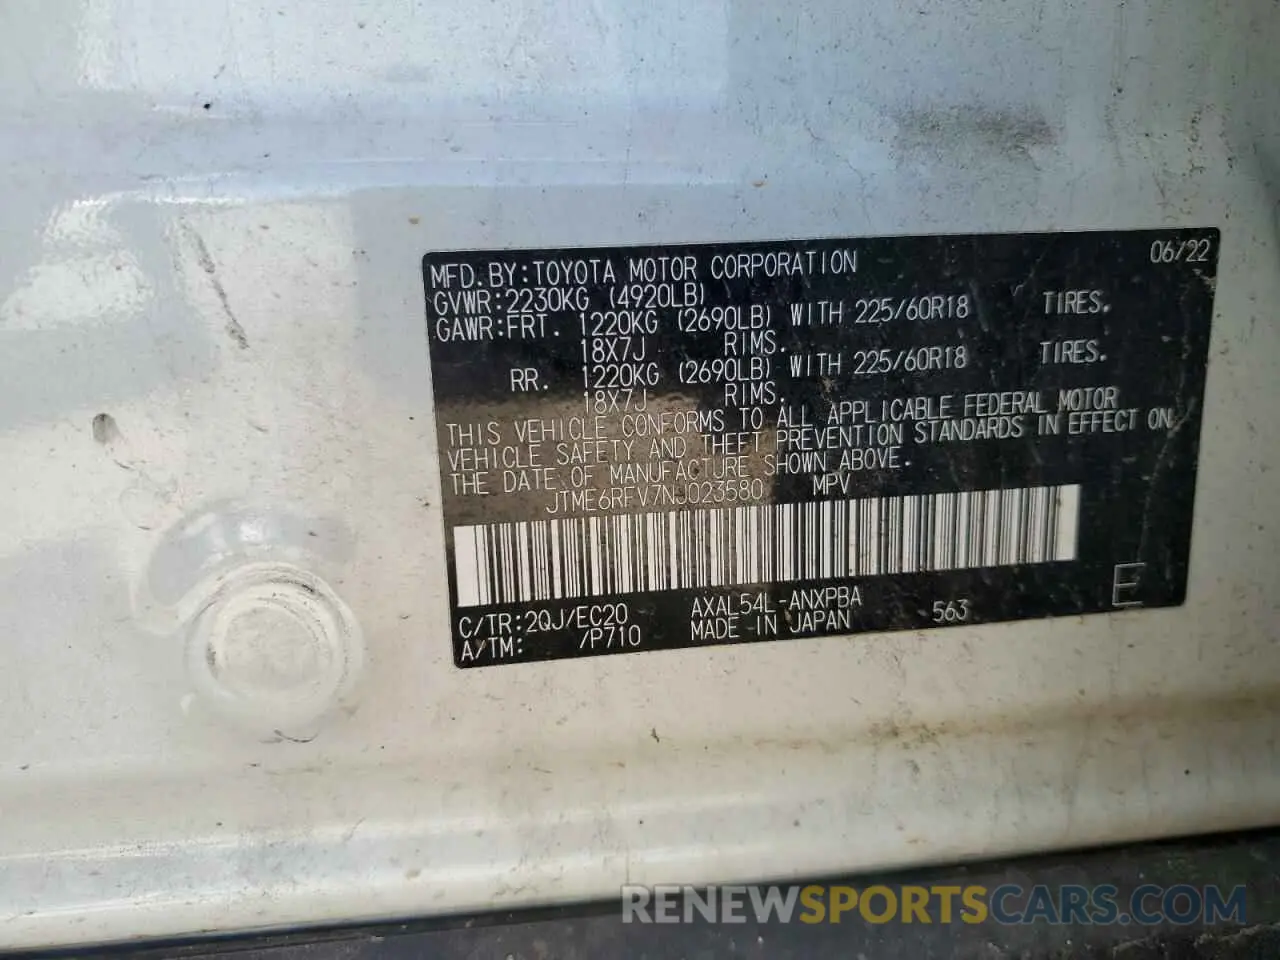 MFD.BY:TOYOTA MOTOR CORPORATION 06/22
GVWR:2230KG (4920LB)
GAWR:FRT. 1220KG (2690LB) WITH 225/60R18 TIRES.
18X7J RIMS.
RR. 1220KG (2690LB) WITH 225/60R18 TIRES.
18X7J RIMS.
THIS VEHICLE CONFORMS TO ALL APPLICABLE FEDERAL MOTOR
VEHICLE SAFETY AND THEFT PREVENTION STANDARDS IN EFFECT ON
THE DATE OF MANUFACTURE SHOWN ABOVE.
JTME6RFV7NJ023580 MPV
C/TR:2QJ/EC20 AXAL54L-ANXPBA 563 E
A/TM: /P710 MADE IN JAPAN
RENEWSPORTSCARS.COM